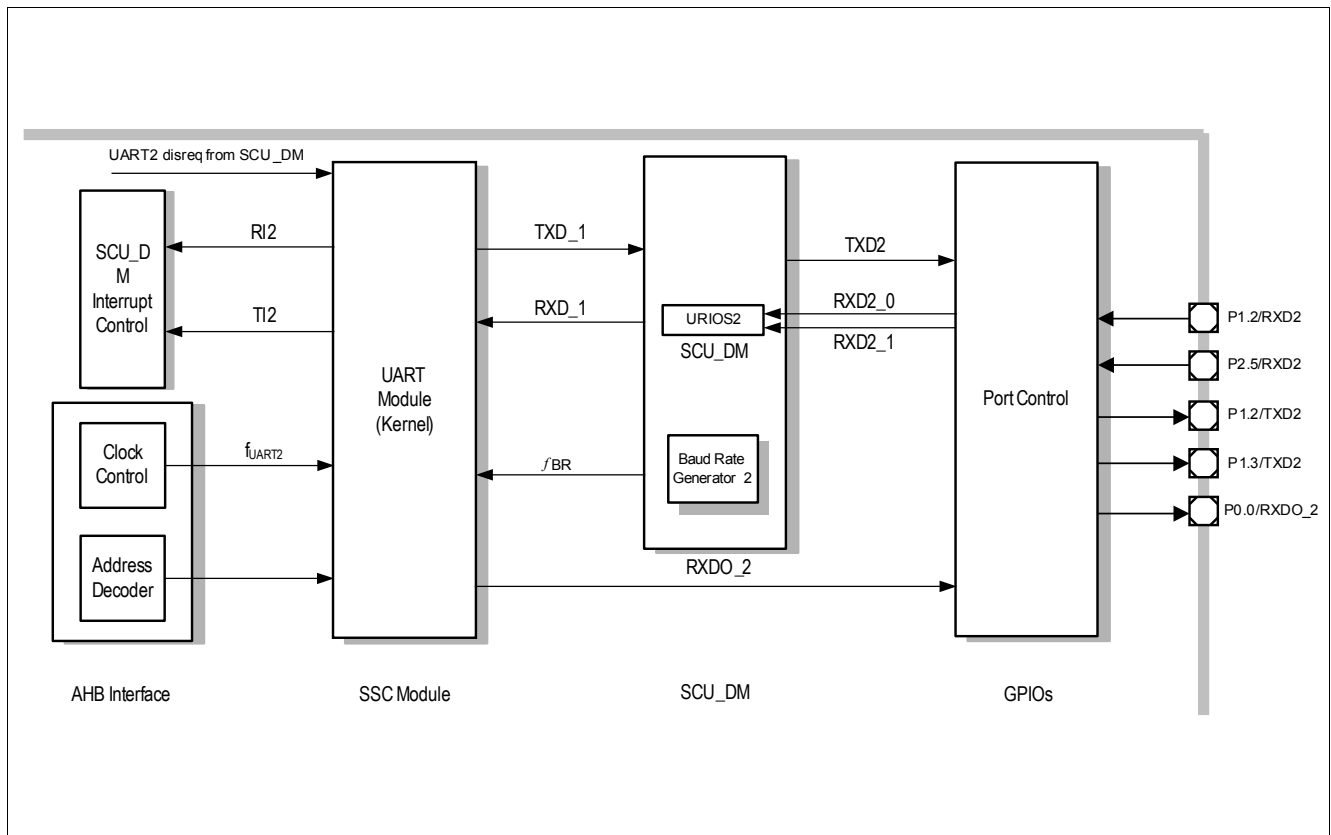 UART2 disreq from SCU_DM
SCU_D
M
Interrupt
Control
RI2
TI2
UART
Module
(Kernel)
TXD_1
RXD_1
URIOS2
SCU_DM
TXD2
RXD2_0
RXD2_1
Port Control
P1.2/RXD2
P2.5/RXD2
P1.2/TXD2
P1.3/TXD2
P0.0/RXDO_2
Clock
Control
fUART2
fBR
Baud Rate
Generator 2
Address
Decoder
RXDO_2
AHB Interface
SSC Module
SCU_DM
GPIOs